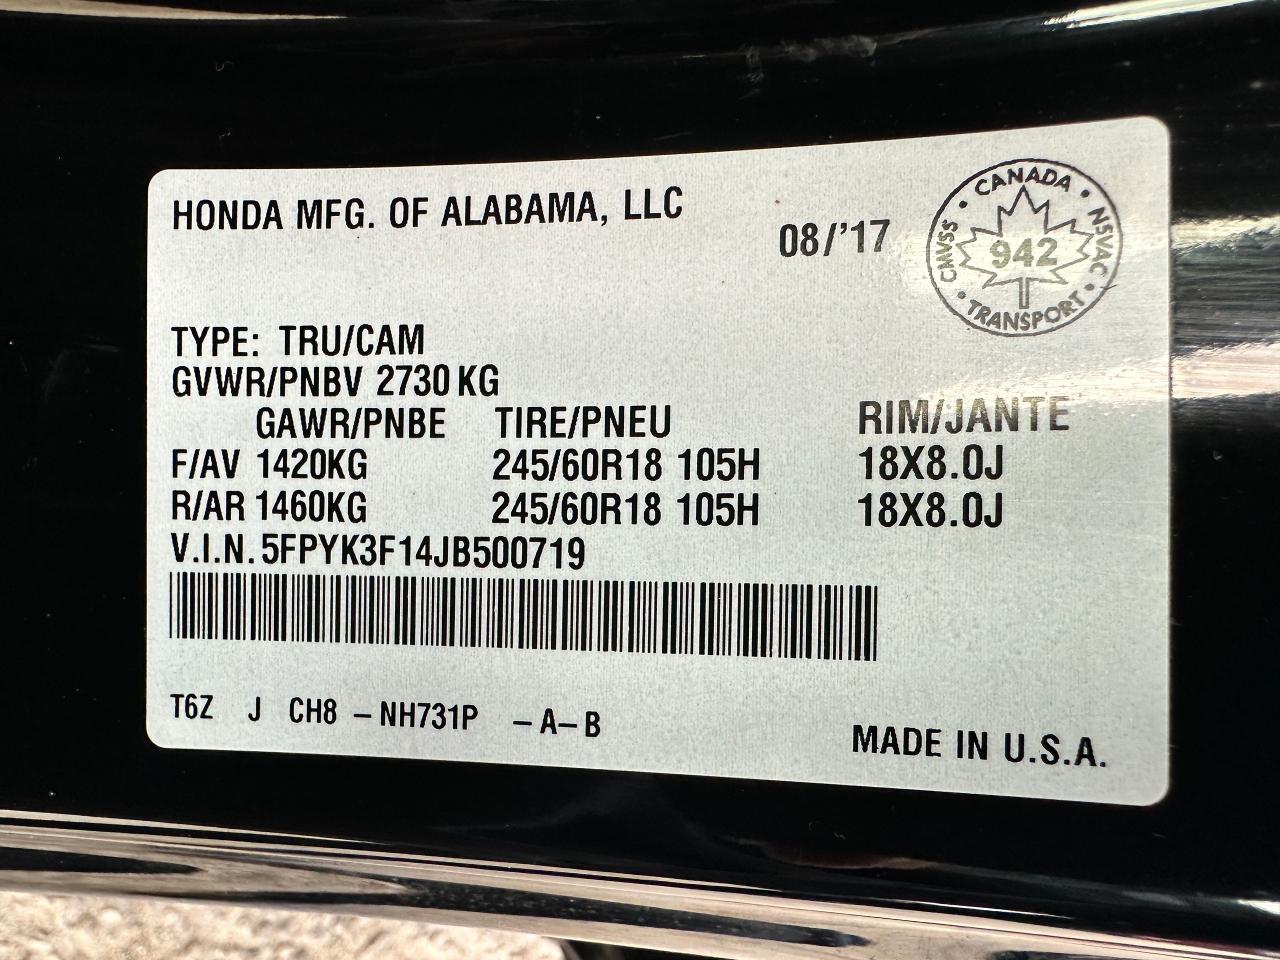 HONDA MFG. OF ALABAMA, LLC
08/'17
CANADA
CMVSS • 942 • NSVAC
TRANSPORT
TYPE: TRU/CAM
GVWR/PNBV 2730 KG
GAWR/PNBE TIRE/PNEU RIM/JANTE
F/AV 1420KG 245/60R18 105H 18X8.0J
R/AR 1460KG 245/60R18 105H 18X8.0J
V.I.N. 5FPYK3F14JB500719
T6Z J CH8 – NH731P – A – B
MADE IN U.S.A.